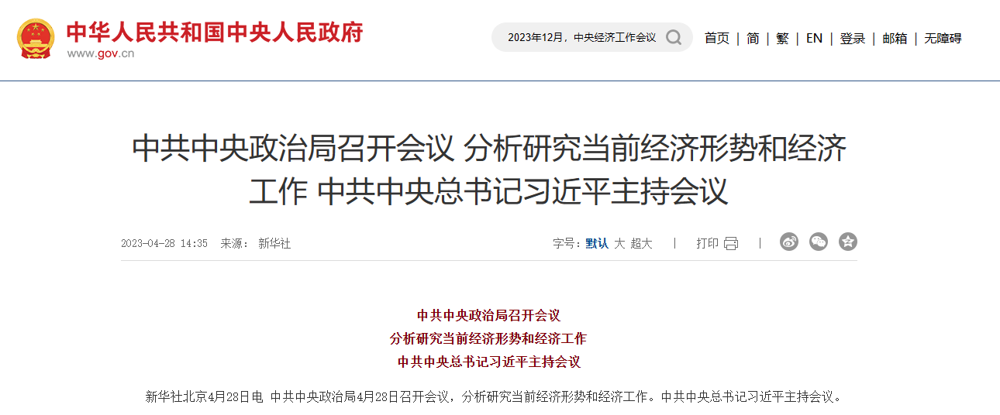 中华人民共和国中央人民政府
www.gov.cn
2023年12月，中央经济工作会议
首页 | 简 | 繁 | EN | 登录 | 邮箱 | 无障碍
中共中央政治局召开会议 分析研究当前经济形势和经济
工作 中共中央总书记习近平主持会议
2023-04-28 14:35 来源： 新华社 字号：默认 大 超大 | 打印 |
中共中央政治局召开会议
分析研究当前经济形势和经济工作
中共中央总书记习近平主持会议
新华社北京4月28日电 中共中央政治局4月28日召开会议，分析研究当前经济形势和经济工作。中共中央总书记习近平主持会议。